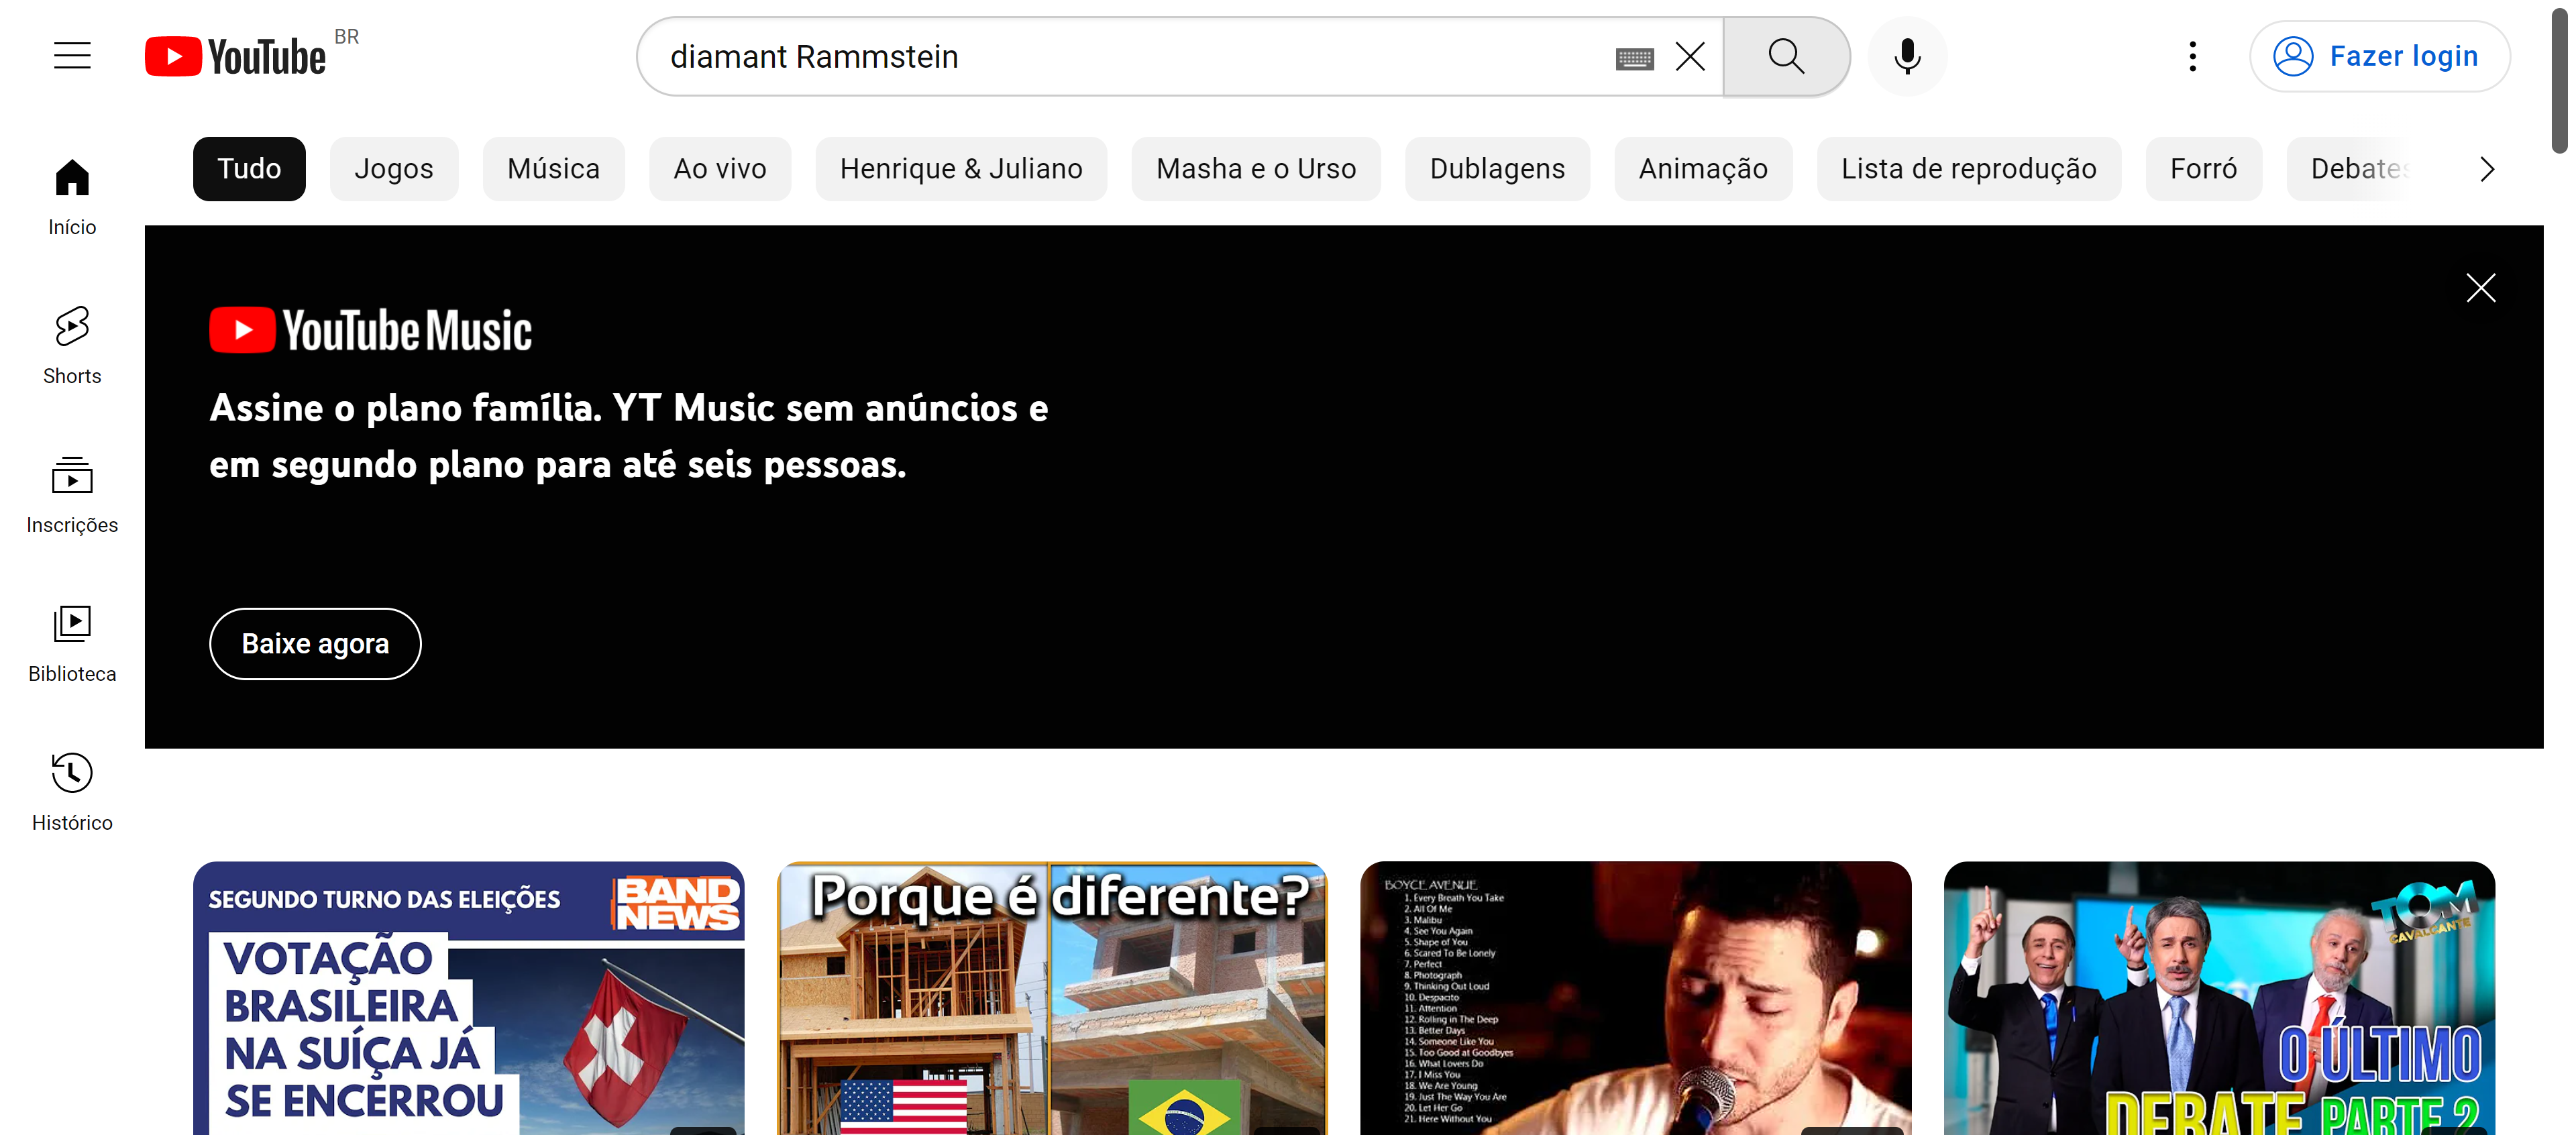 YouTube BR
diamant Rammstein
Fazer login
Tudo
Jogos
Música
Ao vivo
Henrique & Juliano
Masha e o Urso
Dublagens
Animação
Lista de reprodução
Forró
Debates
Início
Shorts
Inscrições
Biblioteca
Histórico
YouTube Music
Assine o plano família. YT Music sem anúncios e
em segundo plano para até seis pessoas.
Baixe agora
SEGUNDO TURNO DAS ELEIÇÕES
BAND
NEWS
VOTAÇÃO
BRASILEIRA
NA SUÍÇA JÁ
SE ENCERROU
Porque é diferente?
BOYCE AVENUE
1. Every Breath You Take
2. All Of Me
3. Malibu
4. See You Again
5. Shape of You
6. Scared To Be Lonely
7. Perfect
8. Photograph
9. Thinking Out Loud
10. Despacito
11. Attention
12. Rolling in The Deep
13. Better Days
14. Someone Like You
15. Too Good at Goodbyes
16. What Lovers Do
17. I Miss You
18. We Are Young
19. Just The Way You Are
20. Let Her Go
21. Here Without You
TOM
CAVALCANTE
O ÚLTIMO
DEBATE PARTE 2